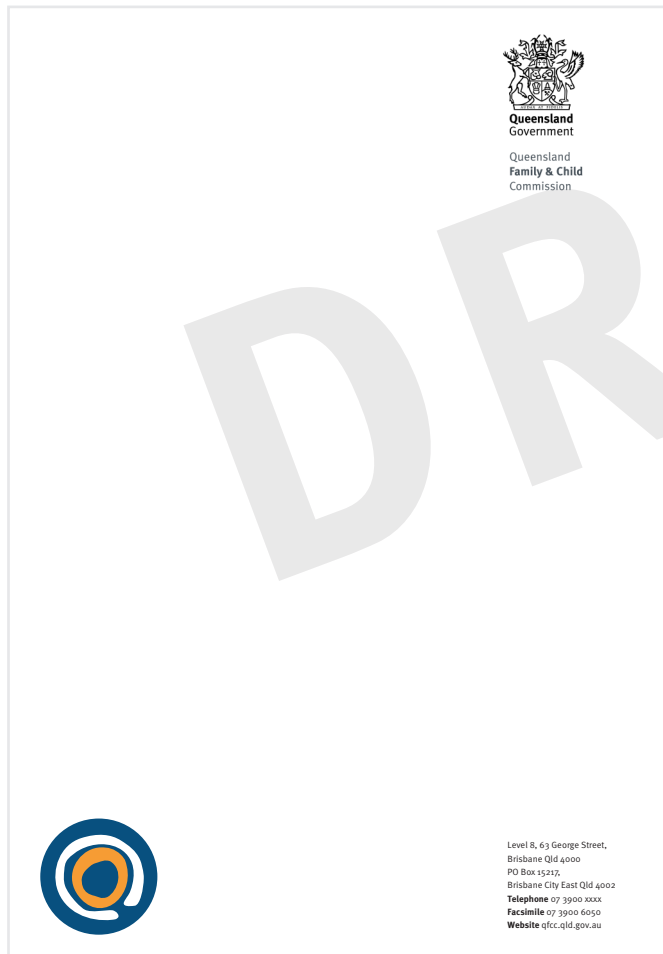 Queensland
Government
Queensland
Family & Child
Commission
DR
Level 8, 63 George Street,
Brisbane Qld 4000
PO Box 15217,
Brisbane City East Qld 4002
Telephone 07 3900 xxxx
Facsimile 07 3900 6050
Website qfcc.qld.gov.au